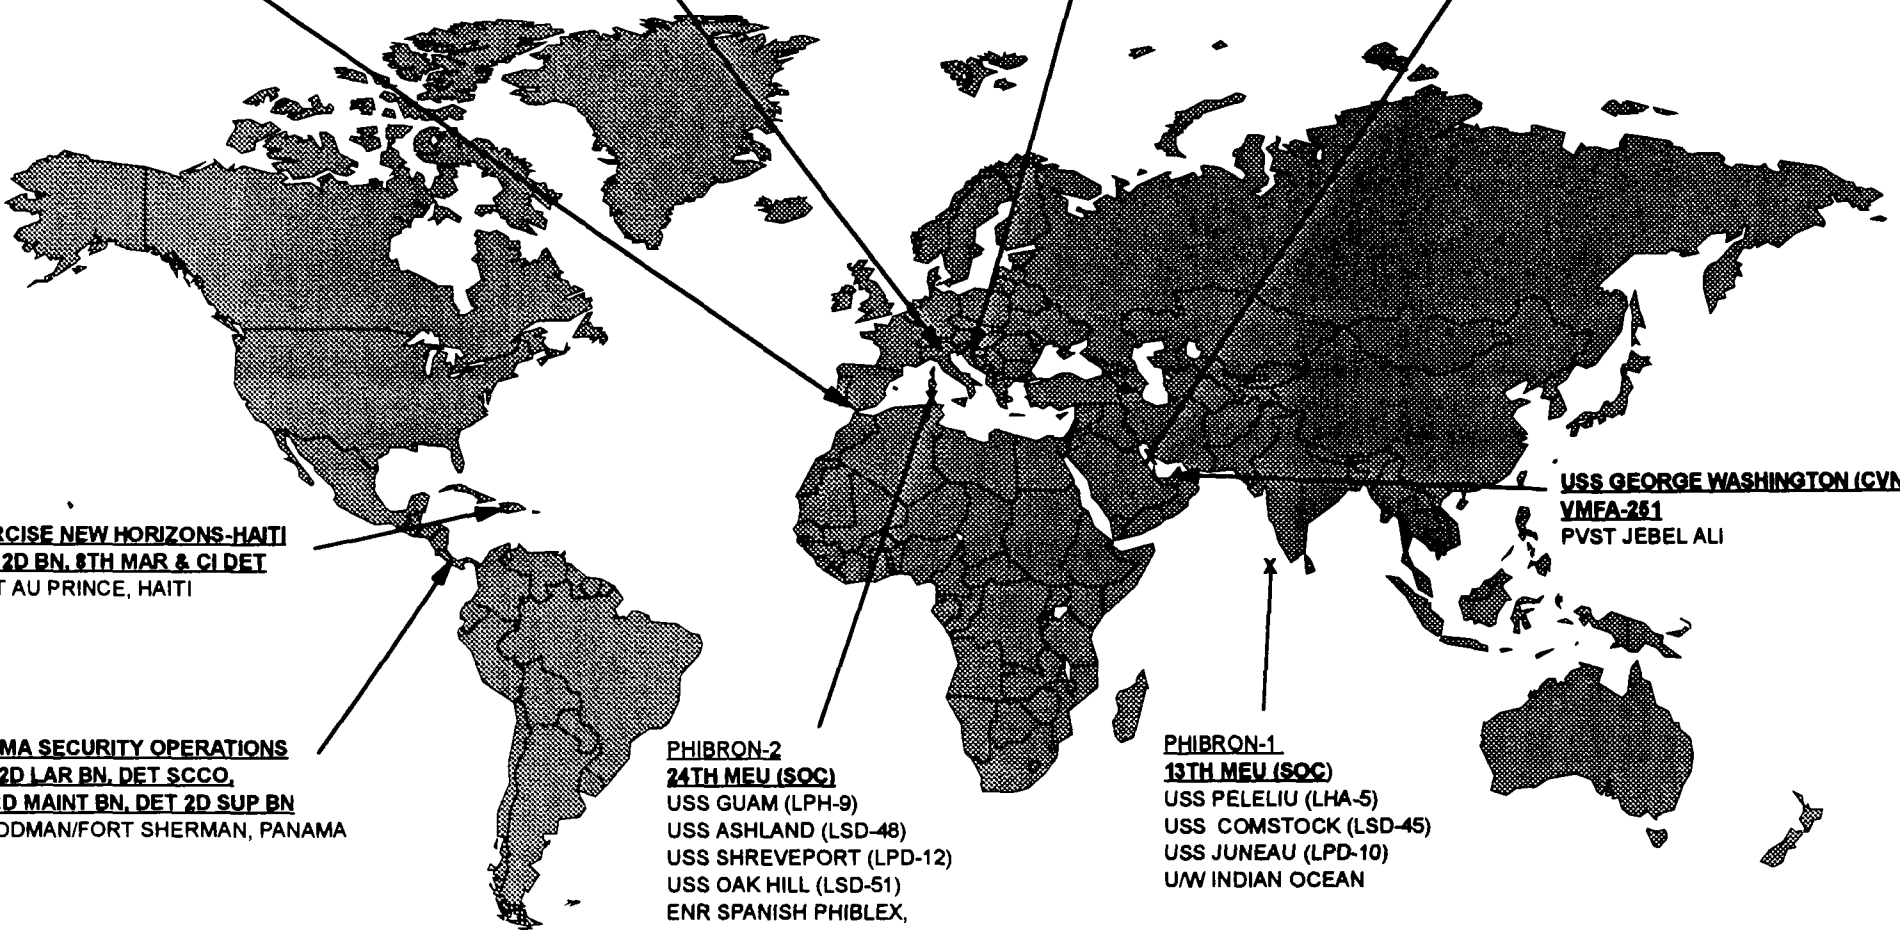 RCISE NEW HORIZONS-HAITI
2D BN, 8TH MAR & CI DET
T AU PRINCE, HAITI
MA SECURITY OPERATIONS
2D LAR BN, DET SCCO,
D MAINT BN, DET 2D SUP BN
ODMAN/FORT SHERMAN, PANAMA
PHIBRON-2
24TH MEU (SOC)
USS GUAM (LPH-9)
USS ASHLAND (LSD-48)
USS SHREVEPORT (LPD-12)
USS OAK HILL (LSD-51)
ENR SPANISH PHIBLEX,
PHIBRON-1
13TH MEU (SOC)
USS PELELIU (LHA-5)
USS COMSTOCK (LSD-45)
USS JUNEAU (LPD-10)
U/W INDIAN OCEAN
USS GEORGE WASHINGTON (CVN
VMFA-251
PVST JEBEL ALI
X